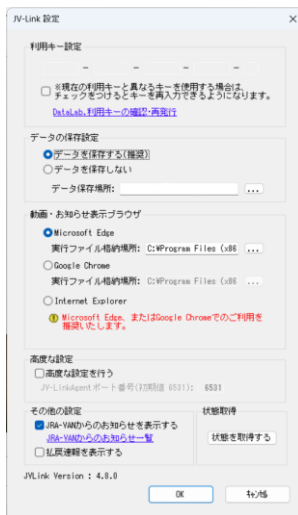 JV-Link 設定
利用キー設定
－ － － －
※現在の利用キーと異なるキーを使用する場合は、
チェックをつけるとキーを再入力できるようになります。
DataLab.利用キーの確認・再発行
データの保存設定
データを保存する(推奨)
データを保存しない
データ保存場所: ...
動画・お知らせ表示ブラウザ
Microsoft Edge
実行ファイル格納場所: C:¥Program Files (x86 ...
Google Chrome
実行ファイル格納場所: C:¥Program Files (x86 ...
Internet Explorer
Microsoft Edge、またはGoogle Chromeでのご利用を
推奨いたします。
高度な設定
高度な設定を行う
JV-LinkAgentポート番号(初期値 6531): 6531
その他の設定
JRA-VANからのお知らせを表示する
JRA-VANからのお知らせ一覧
払戻速報を表示する
状態取得
状態を取得する
JVLink Version : 4.8.0
OK
キャンセル